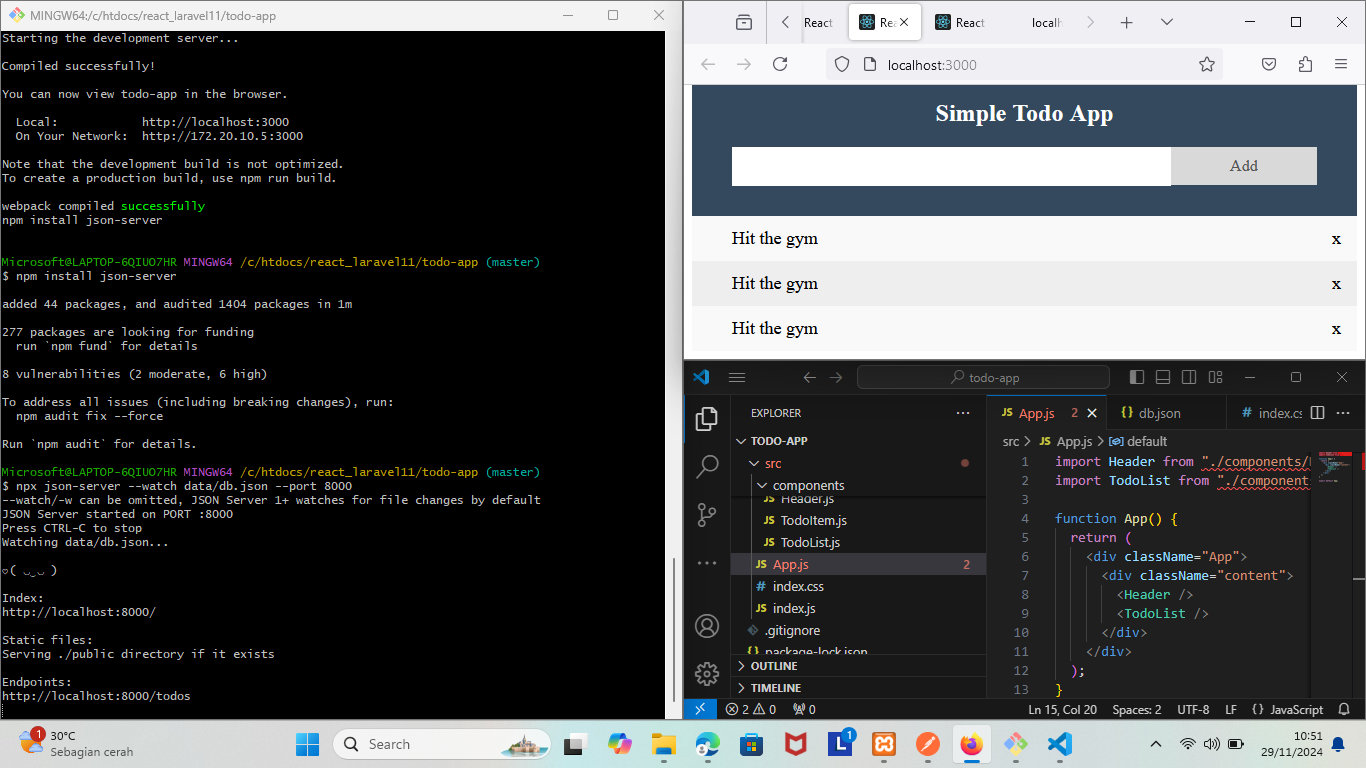 MINGW64:/c/htdocs/react_laravel11/todo-app
Starting the development server...
Compiled successfully!
You can now view todo-app in the browser.
Local: http://localhost:3000
On Your Network: http://172.20.10.5:3000
Note that the development build is not optimized.
To create a production build, use npm run build.
webpack compiled successfully
npm install json-server
Microsoft@LAPTOP-6QIUO7HR MINGW64 /c/htdocs/react_laravel11/todo-app (master)
$ npm install json-server
added 44 packages, and audited 1404 packages in 1m
277 packages are looking for funding
run `npm fund` for details
8 vulnerabilities (2 moderate, 6 high)
To address all issues (including breaking changes), run:
npm audit fix --force
Run `npm audit` for details.
Microsoft@LAPTOP-6QIUO7HR MINGW64 /c/htdocs/react_laravel11/todo-app (master)
$ npx json-server --watch data/db.json --port 8000
--watch/-w can be omitted, JSON Server 1+ watches for file changes by default
JSON Server started on PORT :8000
Press CTRL-C to stop
Watching data/db.json...
♡( ◡‿◡ )
Index:
http://localhost:8000/
Static files:
Serving ./public directory if it exists
Endpoints:
http://localhost:8000/todos
React
Rea
React
localh
localhost:3000
Simple Todo App
Add
Hit the gym x
Hit the gym x
Hit the gym x
todo-app
EXPLORER
TODO-APP
src
components
Header.js
TodoItem.js
TodoList.js
JS App.js 2
# index.css
JS index.js
.gitignore
{} package-lock.json
OUTLINE
TIMELINE
JS App.js 2
{} db.json
# index.cs
src > JS App.js > default
1 import Header from "./components/
2 import TodoList from "./component
3
4 function App() {
5 return (
6 <div className="App">
7 <div className="content">
8 <Header />
9 <TodoList />
10 </div>
11 </div>
12 );
13 }
2 0 0
Ln 15, Col 20 Spaces: 2 UTF-8 LF {} JavaScript
1
30°C
Sebagian cerah
Search
L
1
10:51
29/11/2024